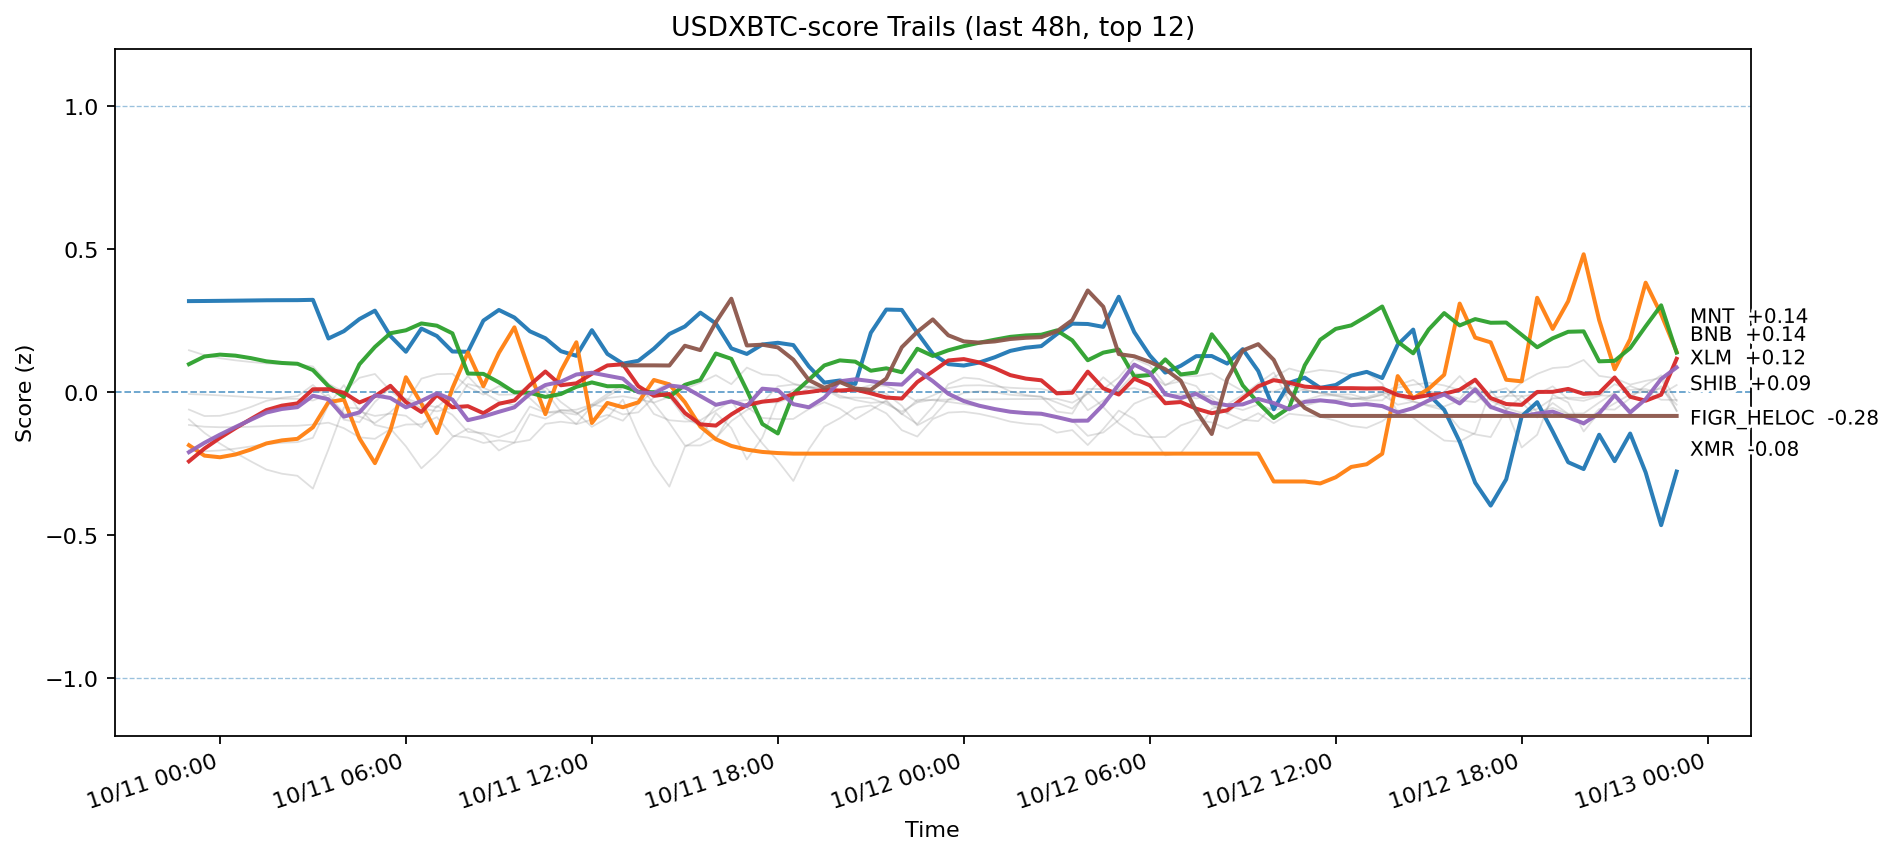 USDXBTC-score Trails (last 48h, top 12)
Score (z)
1.0
0.5
0.0
−0.5
−1.0
MNT +0.14
BNB +0.14
XLM +0.12
SHIB +0.09
FIGR_HELOC -0.28
XMR -0.08
10/11 00:00
10/11 06:00
10/11 12:00
10/11 18:00
10/12 00:00
10/12 06:00
10/12 12:00
10/12 18:00
10/13 00:00
Time